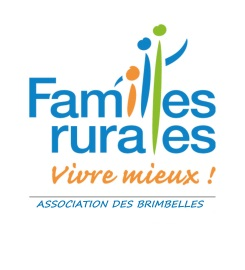 Familles
rurales
Vivre mieux !
ASSOCIATION DES BRIMBELLES